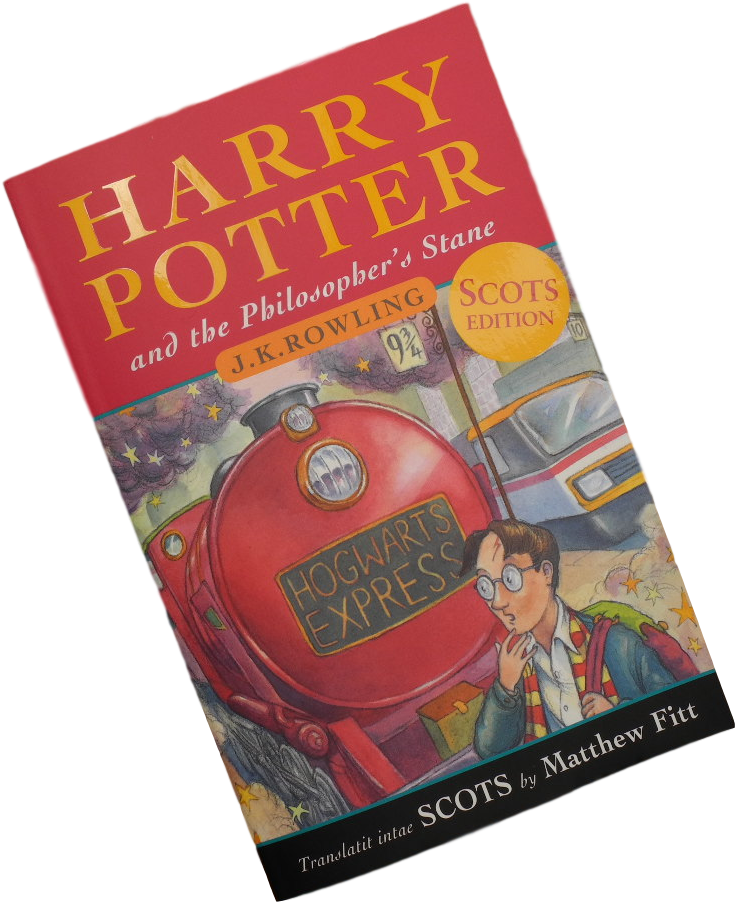 HARRY
POTTER
and the Philosopher's Stane
J.K.ROWLING
SCOTS
EDITION
9¾
10
HOGWARTS
EXPRESS
Translatit intae SCOTS by Matthew Fitt